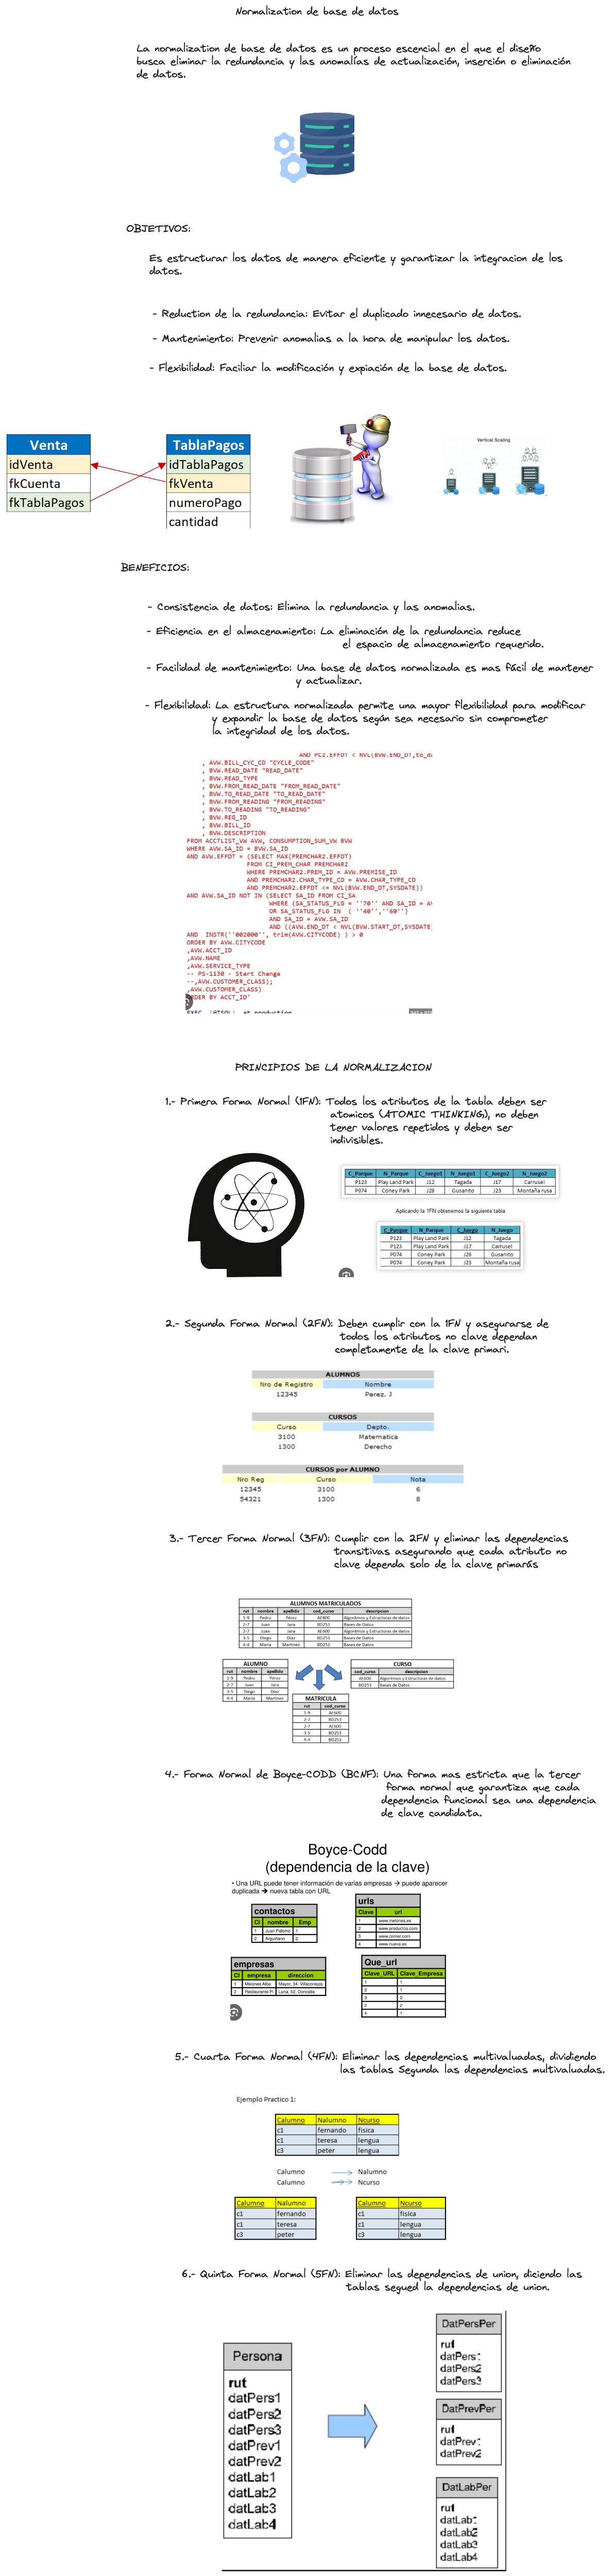 Normalization de base de datos
La normalization de base de datos es un proceso escencial en el que el diseño
busca eliminar la redundancia y las anomalías de actualización, inserción o eliminación
de datos.
OBJETIVOS:
Es estructurar los datos de manera eficiente y garantizar la integracion de los
datos.
- Reduction de la redundancia: Evitar el duplicado innecesario de datos.
- Mantenimiento: Prevenir anomalias a la hora de manipular los datos.
- Flexibilidad: Faciliar la modificación y expiación de la base de datos.
Venta
idVenta
fkCuenta
fkTablaPagos
TablaPagos
idTablaPagos
fkVenta
numeroPago
cantidad
Vertical Scaling
BENEFICIOS:
- Consistencia de datos: Elimina la redundancia y las anomalias.
- Eficiencia en el almacenamiento: La eliminación de la redundancia reduce
el espacio de almacenamiento requerido.
- Facilidad de mantenimiento: Una base de datos normalizada es mas fácil de mantener
y actualizar.
- Flexibilidad: La estructura normalizada permite una mayor flexibilidad para modificar
y expandir la base de datos según sea necesario sin comprometer
la integridad de los datos.
AND PC2.EFFDT < NVL(BVW.END_DT,to_da
, AVW.BILL_CYC_CD "CYCLE_CODE"
, BVW.READ_DATE "READ_DATE"
, BVW.READ_TYPE
, BVW.FROM_READ_DATE "FROM_READ_DATE"
, BVW.TO_READ_DATE "TO_READ_DATE"
, BVW.FROM_READING "FROM_READING"
, BVW.TO_READING "TO_READING"
, BVW.REG_ID
, BVW.BILL_ID
, BVW.DESCRIPTION
FROM ACCTLIST_VW AVW, CONSUMPTION_SUM_VW BVW
WHERE AVW.SA_ID = BVW.SA_ID
AND AVW.EFFDT = (SELECT MAX(PREMCHAR2.EFFDT)
FROM CI_PREM_CHAR PREMCHAR2
WHERE PREMCHAR2.PREM_ID = AVW.PREMISE_ID
AND PREMCHAR2.CHAR_TYPE_CD = AVW.CHAR_TYPE_CD
AND PREMCHAR2.EFFDT <= NVL(BVW.END_DT,SYSDATE))
AND AVW.SA_ID NOT IN (SELECT SA_ID FROM CI_SA
WHERE (SA_STATUS_FLG = ''70'' AND SA_ID = AV
OR SA_STATUS_FLG IN ( ''40'',''60'')
AND SA_ID = AVW.SA_ID
AND ((AVW.END_DT < NVL(BVW.START_DT,SYSDATE)
AND INSTR(''002000'', trim(AVW.CITYCODE) ) > 0
ORDER BY AVW.CITYCODE
,AVW.ACCT_ID
,AVW.NAME
,AVW.SERVICE_TYPE
-- PS-1130 - Start Change
--,AVW.CUSTOMER_CLASS);
,AVW.CUSTOMER_CLASS)
ORDER BY ACCT_ID'
EXEC (@TSQL) at production
PRINCIPIOS DE LA NORMALIZACION
1.- Primera Forma Normal (1FN): Todos los atributos de la tabla deben ser
atomicos (ATOMIC THINKING), no deben
tener valores repetidos y deben ser
indivisibles.
C_Parque N_Parque C_Juego1 N_Juego1 C_Juego2 N_Juego2
P123 Play Land Park J12 Tagada J17 Carrusel
P074 Coney Park J28 Gusanito J23 Montaña rusa
Aplicando la 1FN obtenemos la siguiente tabla
C_Parque N_Parque C_Juego N_Juego
P123 Play Land Park J12 Tagada
P123 Play Land Park J17 Carrusel
P074 Coney Park J28 Gusanito
P074 Coney Park J23 Montaña rusa
2.- Segunda Forma Normal (2FN): Deben cumplir con la 1FN y asegurarse de
todos los atributos no clave dependan
completamente de la clave primari.
ALUMNOS
Nro de Registro Nombre
12345 Perez, J
CURSOS
Curso Depto.
3100 Matematica
1300 Derecho
CURSOS por ALUMNO
Nro Reg Curso Nota
12345 3100 6
54321 1300 8
3.- Tercer Forma Normal (3FN): Cumplir con la 2FN y eliminar las dependencias
transitivas asegurando que cada atributo no
clave dependa solo de la clave primarús
ALUMNOS MATRICULADOS
rut nombre apellido cod_curso descripcion
1-9 Pedro Pérez AE600 Algoritmos y Estructuras de datos
2-7 Juan Jara BD253 Bases de Datos
2-7 Juan Jara AE600 Algoritmos y Estructuras de datos
3-5 Diego Díaz BD253 Bases de Datos
4-4 María Martínez BD253 Bases de Datos
ALUMNO
rut nombre apellido
1-9 Pedro Pérez
2-7 Juan Jara
3-5 Diego Díaz
4-4 María Martínez
CURSO
cod_curso descripcion
AE600 Algoritmos y Estructuras de datos
BD253 Bases de Datos
MATRICULA
rut cod_curso
1-9 AE600
2-7 BD253
2-7 AE600
3-5 BD253
4-4 BD253
4.- Forma Normal de Boyce-CODD (BCNF): Una forma mas estricta que la tercer
forma normal que garantiza que cada
dependencia funcional sea una dependencia
de clave candidata.
Boyce-Codd
(dependencia de la clave)
• Una URL puede tener información de varias empresas → puede aparecer
duplicada → nueva tabla con URL
contactos
Cl nombre Emp
1 Juan Palomo 1
2 Arguiñano 2
urls
Clave url
1 www.melones.es
2 www.productos.com
3 www.comer.com
4 www.nueva.es
empresas
Cl empresa direccion
1 Melones Alba Mayor, 34. Villaconejos
2 Restaurante Pi Luna, 52. Donostia
Que_url
Clave_URL Clave_Empresa
1 1
2 1
3 2
2 2
4 1
5.- Cuarta Forma Normal (4FN): Eliminar las dependencias multivaluadas, dividiendo
las tablas Segunda las dependencias multivaluadas.
Ejemplo Practico 1:
Calumno Nalumno Ncurso
c1 fernando fisica
c1 teresa lengua
c3 peter lengua
Calumno Nalumno
Calumno Ncurso
Calumno Nalumno
c1 fernando
c1 teresa
c3 peter
Calumno Ncurso
c1 fisica
c1 lengua
c3 lengua
6.- Quinta Forma Normal (5FN): Eliminar las dependencias de union, diciendo las
tablas segued la dependencias de union.
Persona
rut
datPers1
datPers2
datPers3
datPrev1
datPrev2
datLab1
datLab2
datLab3
datLab4
DatPersPer
rut
datPers1
datPers2
datPers3
DatPrevPer
rut
datPrev1
datPrev2
DatLabPer
rut
datLab1
datLab2
datLab3
datLab4